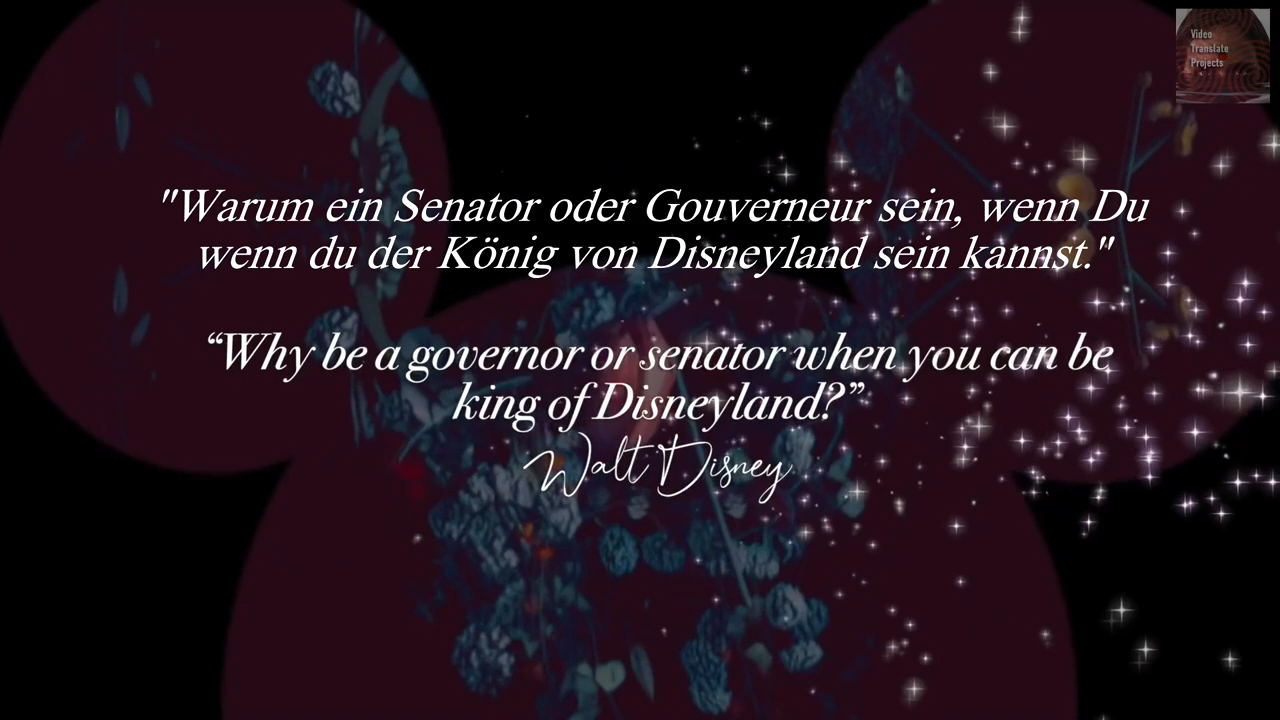 Video
Translate
Projects
"Warum ein Senator oder Gouverneur sein, wenn Du
wenn du der König von Disneyland sein kannst."
“Why be a governor or senator when you can be
king of Disneyland?”
Walt Disney